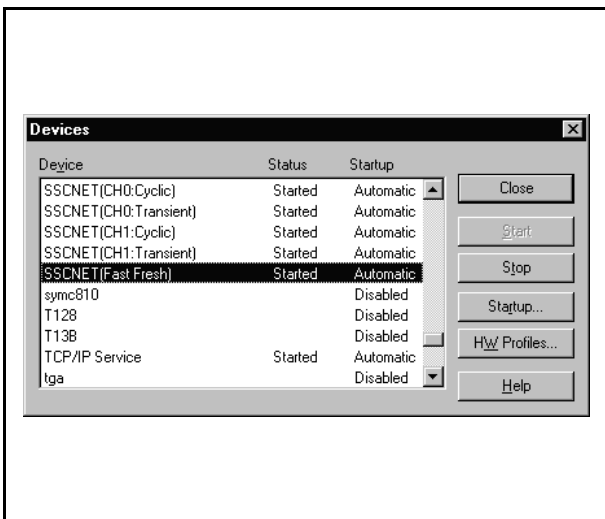 Devices
Device Status Startup
SSCNET(CH0:Cyclic) Started Automatic
SSCNET(CH0:Transient) Started Automatic
SSCNET(CH1:Cyclic) Started Automatic
SSCNET(CH1:Transient) Started Automatic
SSCNET(Fast Fresh) Started Automatic
symc810 Disabled
T128 Disabled
T13B Disabled
TCP/IP Service Started Automatic
tga Disabled
Close
Start
Stop
Startup...
HW Profiles...
Help